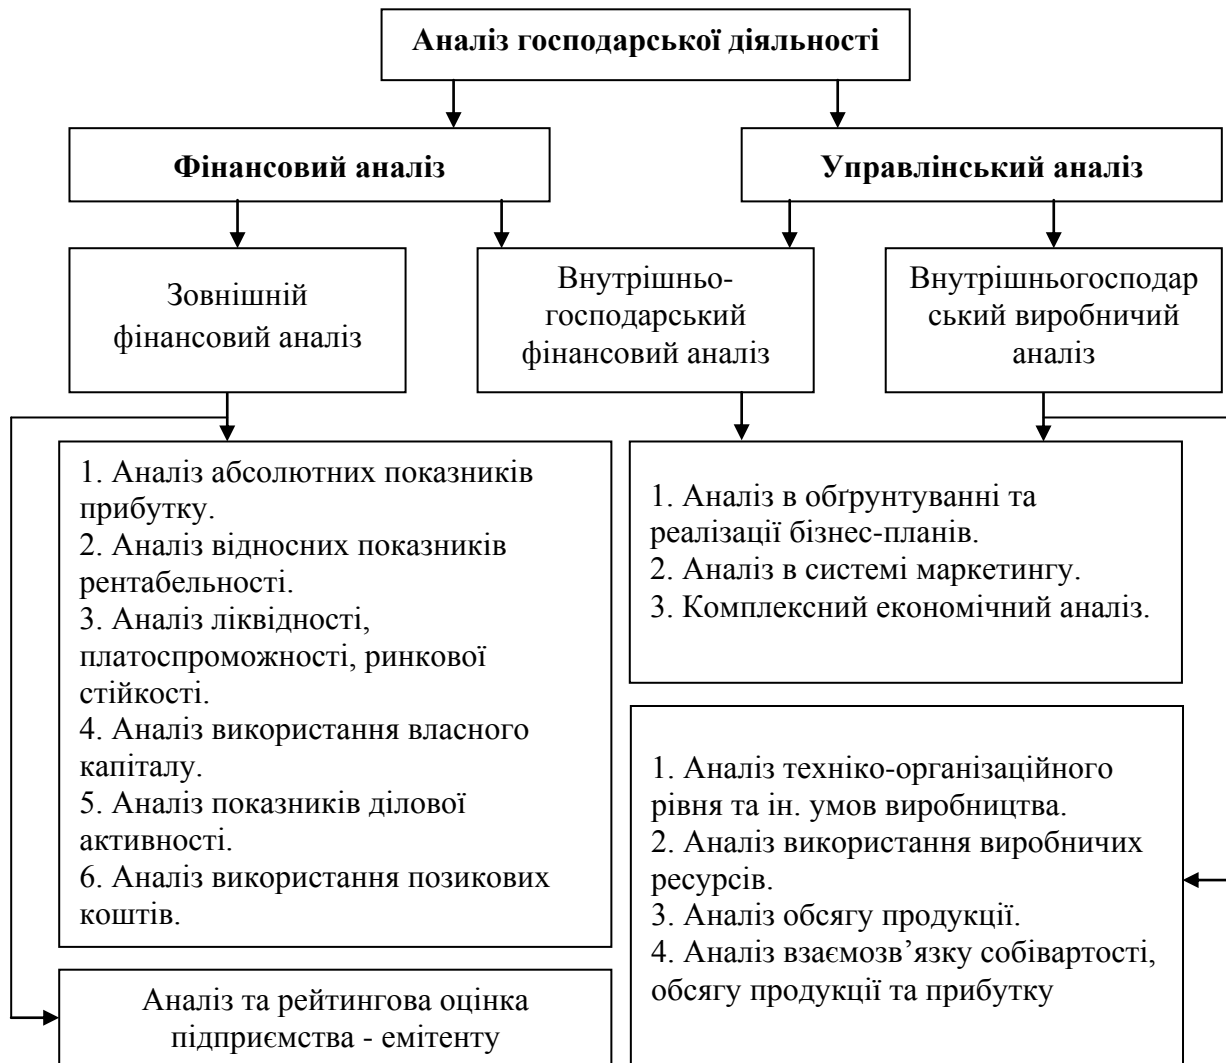 Аналіз господарської діяльності
Фінансовий аналіз
Управлінський аналіз
Зовнішній
фінансовий аналіз
Внутрішньо-
господарський
фінансовий аналіз
Внутрішньогосподар
ський виробничий
аналіз
1. Аналіз абсолютних показників
прибутку.
2. Аналіз відносних показників
рентабельності.
3. Аналіз ліквідності,
платоспроможності, ринкової
стійкості.
4. Аналіз використання власного
капіталу.
5. Аналіз показників ділової
активності.
6. Аналіз використання позикових
коштів.
1. Аналіз в обґрунтуванні та
реалізації бізнес-планів.
2. Аналіз в системі маркетингу.
3. Комплексний економічний аналіз.
1. Аналіз техніко-організаційного
рівня та ін. умов виробництва.
2. Аналіз використання виробничих
ресурсів.
3. Аналіз обсягу продукції.
4. Аналіз взаємозв’язку собівартості,
обсягу продукції та прибутку
Аналіз та рейтингова оцінка
підприємства - емітенту